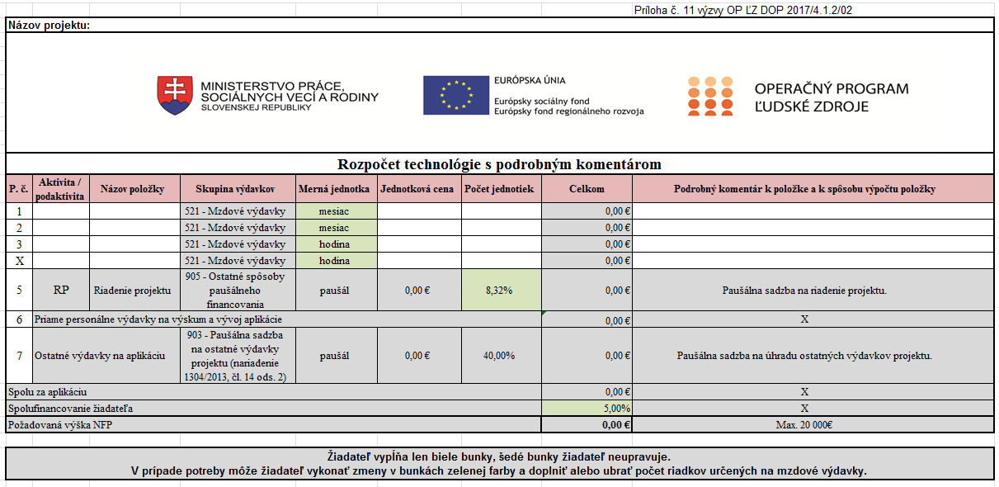 Príloha č. 11 výzvy OP ĽZ DOP 2017/4.1.2/02
Názov projektu:
MINISTERSTVO PRÁCE,
SOCIÁLNYCH VECÍ A RODINY
SLOVENSKEJ REPUBLIKY
EURÓPSKA ÚNIA
Európsky sociálny fond
Európsky fond regionálneho rozvoja
OPERAČNÝ PROGRAM
ĽUDSKÉ ZDROJE
Rozpočet technológie s podrobným komentárom
P. č. Aktivita / podaktivita Názov položky Skupina výdavkov Merná jednotka Jednotková cena Počet jednotiek Celkom Podrobný komentár k položke a k spôsobu výpočtu položky
1 521 - Mzdové výdavky mesiac 0,00 €
2 521 - Mzdové výdavky mesiac 0,00 €
3 521 - Mzdové výdavky hodina 0,00 €
X 521 - Mzdové výdavky hodina 0,00 €
5 RP Riadenie projektu 905 - Ostatné spôsoby paušálneho financovania paušál 0,00 € 8,32% 0,00 € Paušálna sadzba na riadenie projektu.
6 Priame personálne výdavky na výskum a vývoj aplikácie 0,00 € X
7 Ostatné výdavky na aplikáciu 903 - Paušálna sadzba na ostatné výdavky projektu (nariadenie 1304/2013, čl. 14 ods. 2) paušál 0,00 € 40,00% 0,00 € Paušálna sadzba na úhradu ostatných výdavkov projektu.
Spolu za aplikáciu 0,00 € X
Spolufinancovanie žiadateľa 5,00% X
Požadovaná výška NFP 0,00 € Max. 20 000€
Žiadateľ vypĺňa len biele bunky, šedé bunky žiadateľ neupravuje.
V prípade potreby môže žiadateľ vykonať zmeny v bunkách zelenej farby a doplniť alebo ubrať počet riadkov určených na mzdové výdavky.